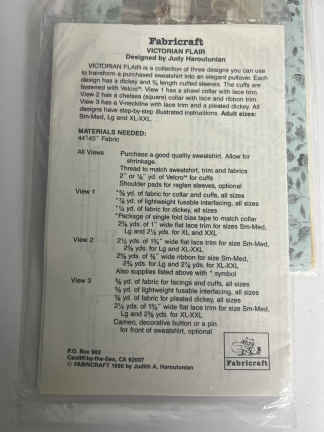 Fabricraft
VICTORIAN FLAIR
Designed by Judy Haroutunian
VICTORIAN FLAIR is a collection of three designs you can use
to transform a purchased sweatshirt into an elegant pullover. Each
design has a dickey and ¾ length cuffed sleeves. The cuffs are
fastened with Velcro™. View 1 has a shawl collar with lace trim.
View 2 has a chelsea (square) collar with lace and ribbon trim.
View 3 has a V-neckline with lace trim and a pleated dickey. All
designs have step-by-step illustrated instructions. Adult sizes:
Sm-Med, Lg and XL-XXL.
MATERIALS NEEDED:
44"/45" Fabric
All Views
Purchase a good quality sweatshirt. Allow for
shrinkage.
Thread to match sweatshirt, trim and fabrics
2" or yd. of Velcro™ for cuffs
Shoulder pads for raglan sleeves, optional
View 1
yd. of fabric for collar and cuffs, all sizes
yd. of lightweight fusable interfacing, all sizes
yd. of fabric for dickey, all sizes
*Package of single fold bias tape to match collar
yds. of 1" wide flat lace trim for sizes Sm-Med,
Lg and yds. for XL and XXL
View 2
yds. of wide flat lace trim for size Sm-Med,
yds. for XL-XXL
yds. of wide ribbon for size Sm-Med,
yds. for Lg and yds. for XL-XXL
Also supplies listed above with * symbol
View 3
yd. of fabric for facings and cuffs, all sizes
yd. of lightweight fusable interfacing, all sizes
yd. of fabric for pleated dickey, all sizes
yds. of wide flat lace trim for size Sm-Med,
Lg and yds. for XL-XXL
Cameo, decorative button or a pin
for front of sweatshirt, optional
P.O. Box
Cardiff-by-the-Sea, CA 92007
© FABRICRAFT by Judith A. Haroutunian
Fabricraft